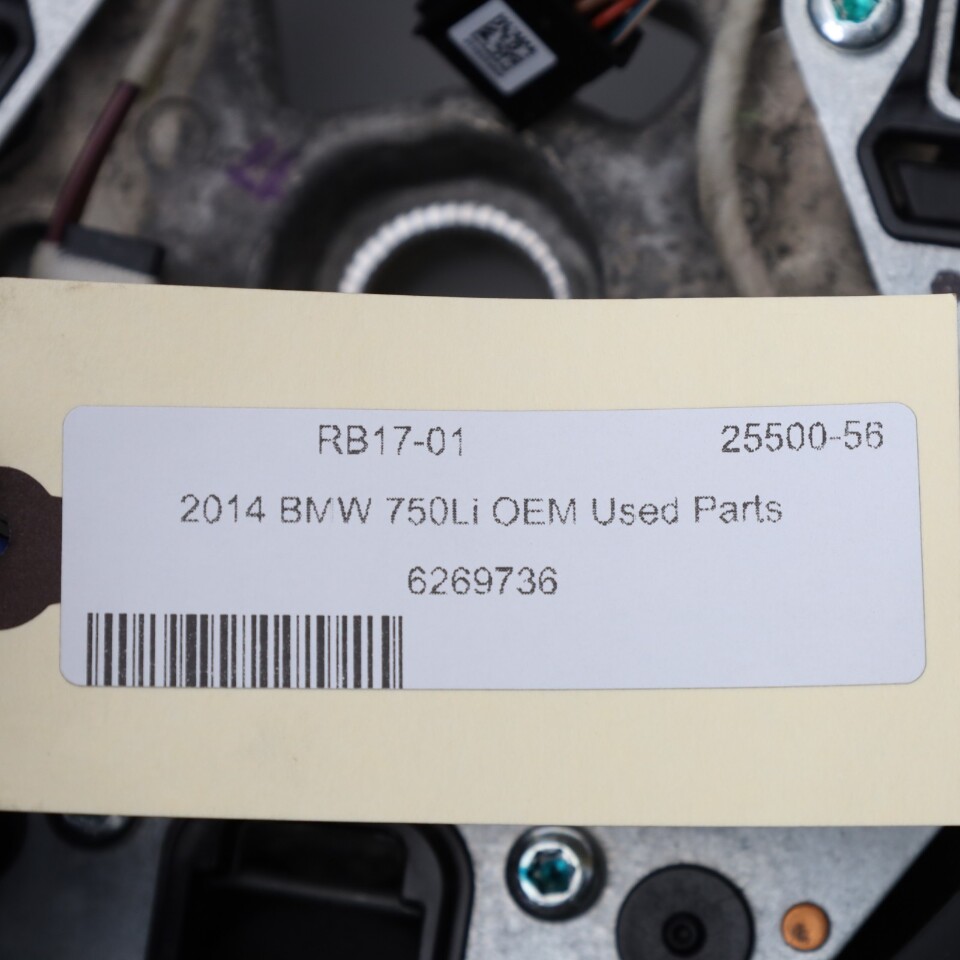 RB17-01 25500-56
2014 BMW 750Li OEM Used Parts
6269736